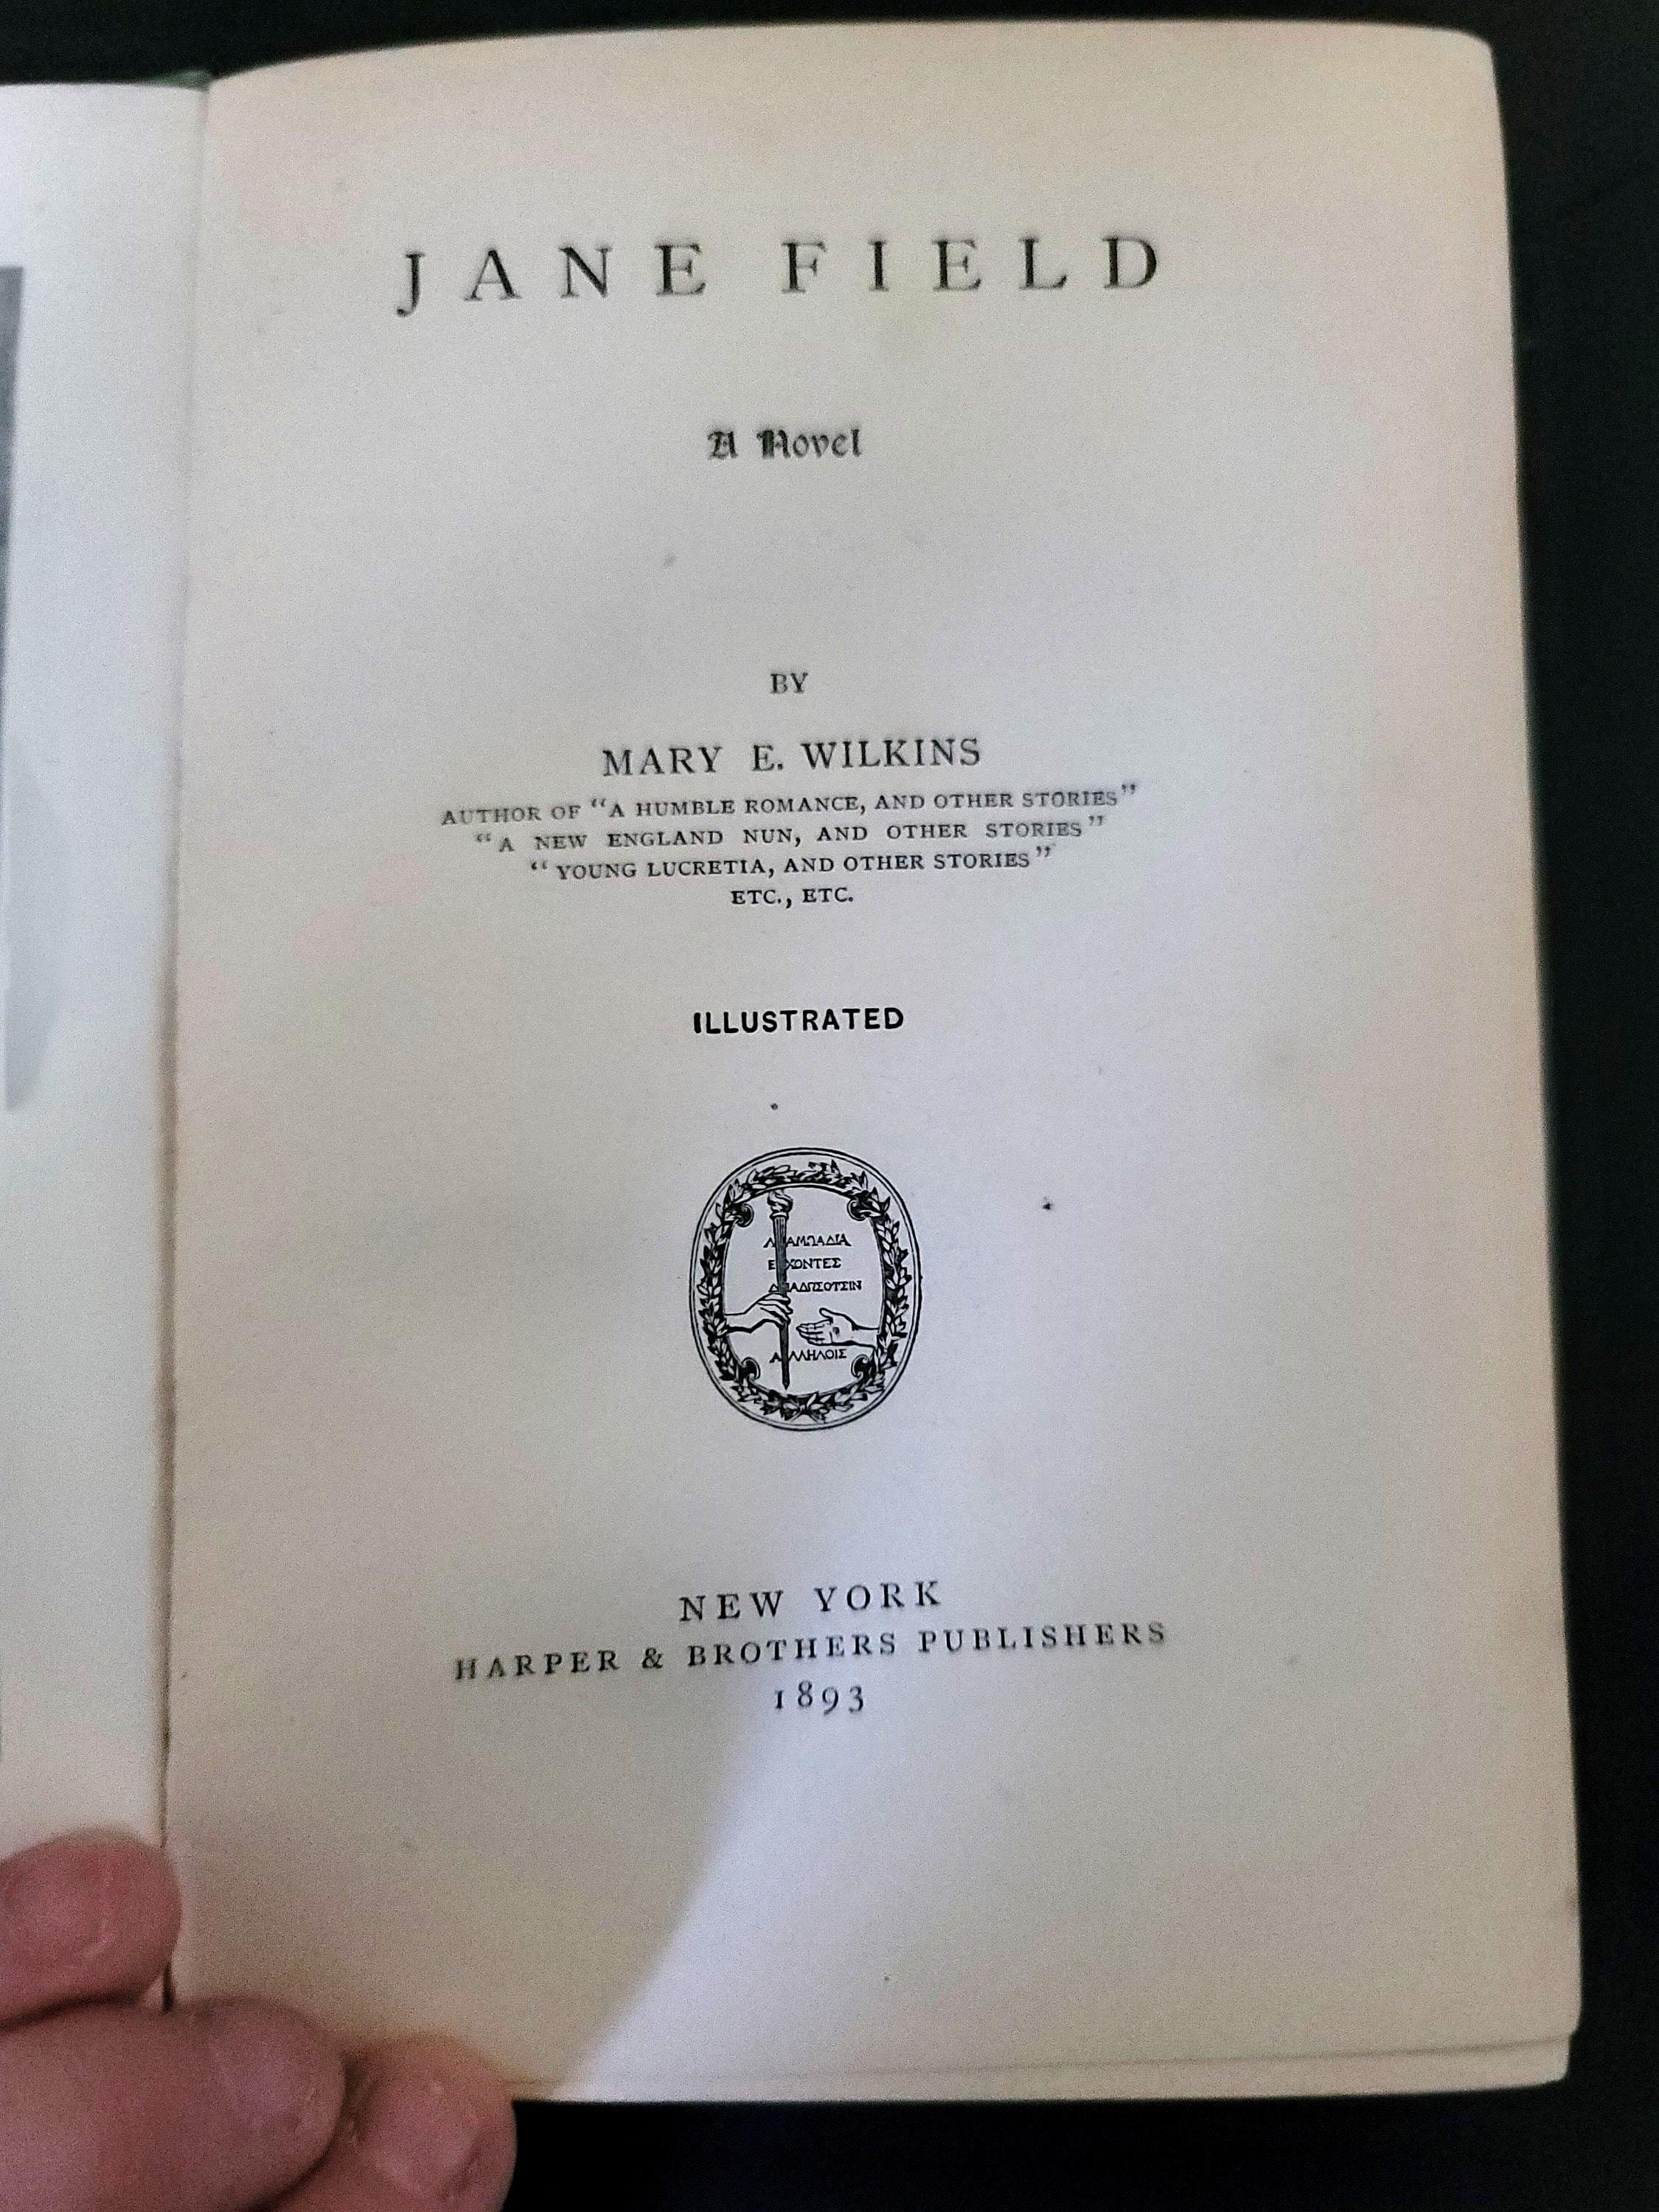 JANE FIELD
A Novel
BY
MARY E. WILKINS
AUTHOR OF "A HUMBLE ROMANCE, AND OTHER STORIES"
"A NEW ENGLAND NUN, AND OTHER STORIES"
"YOUNG LUCRETIA, AND OTHER STORIES"
ETC., ETC.
ILLUSTRATED
ΑΛΛΗΛΟΙΣ
NEW YORK
HARPER & BROTHERS PUBLISHERS
1893